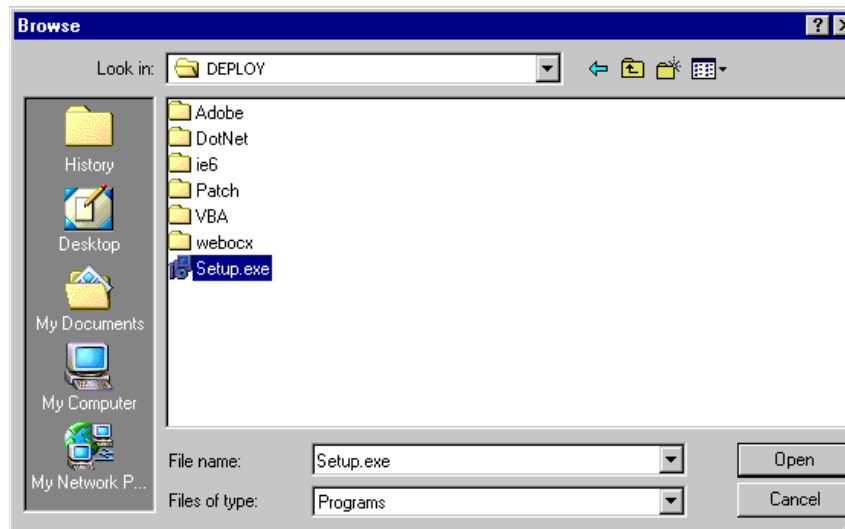 Browse
Look in: DEPLOY
History
Desktop
My Documents
My Computer
My Network P...
Adobe
DotNet
ie6
Patch
VBA
webocx
Setup.exe
File name: Setup.exe Open
Files of type: Programs Cancel